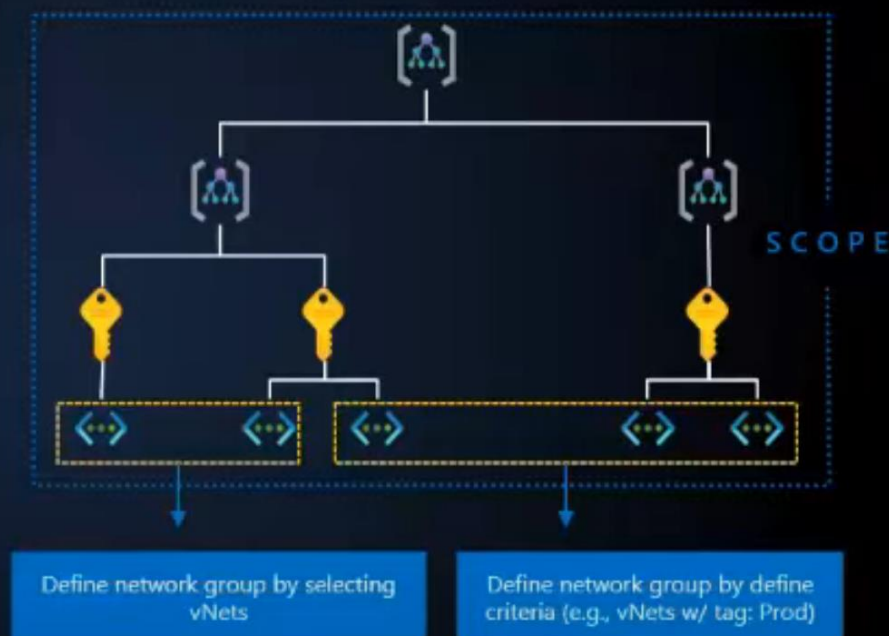 SCOPE
Define network group by selecting
vNets
Define network group by define
criteria (e.g., vNets w/ tag: Prod)